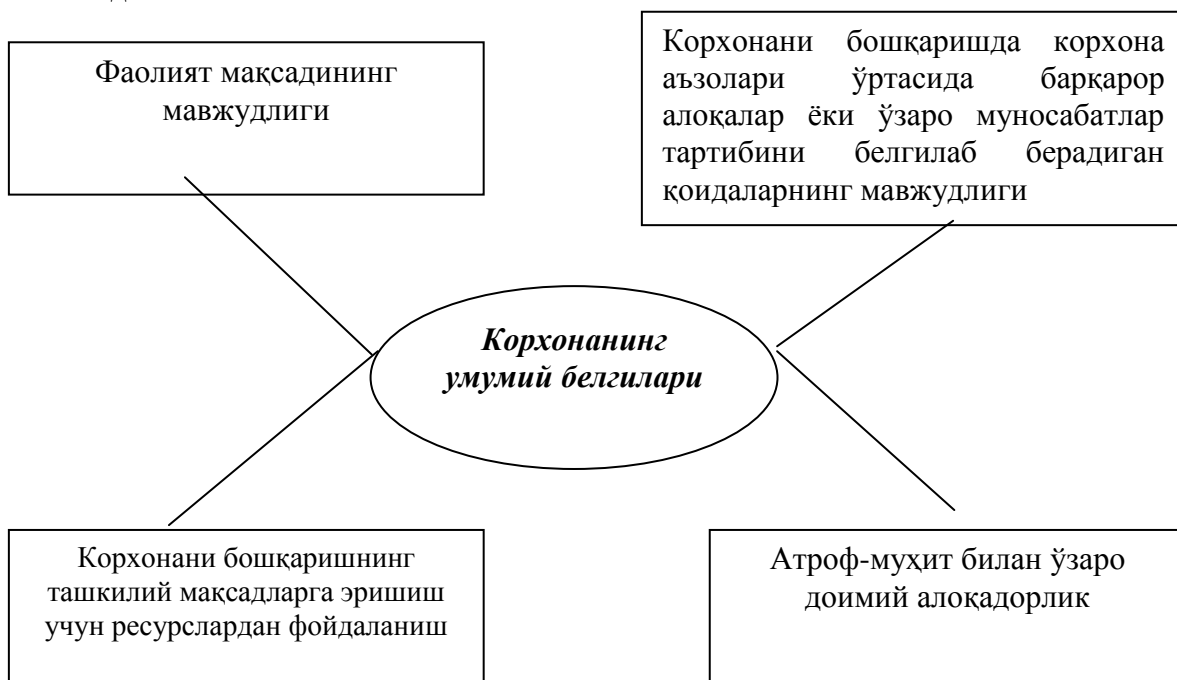 Фаолият мақсадининг
мавжудлиги
Корхонани бошқаришда корхона
аъзолари ўртасида барқарор
алоқалар ёки ўзаро муносабатлар
тартибини белгилаб берадиган
қоидаларнинг мавжудлиги
Корхонанинг
умумий белгилари
Корхонани бошқаришнинг
ташкилий мақсадларга эришиш
учун ресурслардан фойдаланиш
Атроф-муҳит билан ўзаро
доимий алоқадорлик